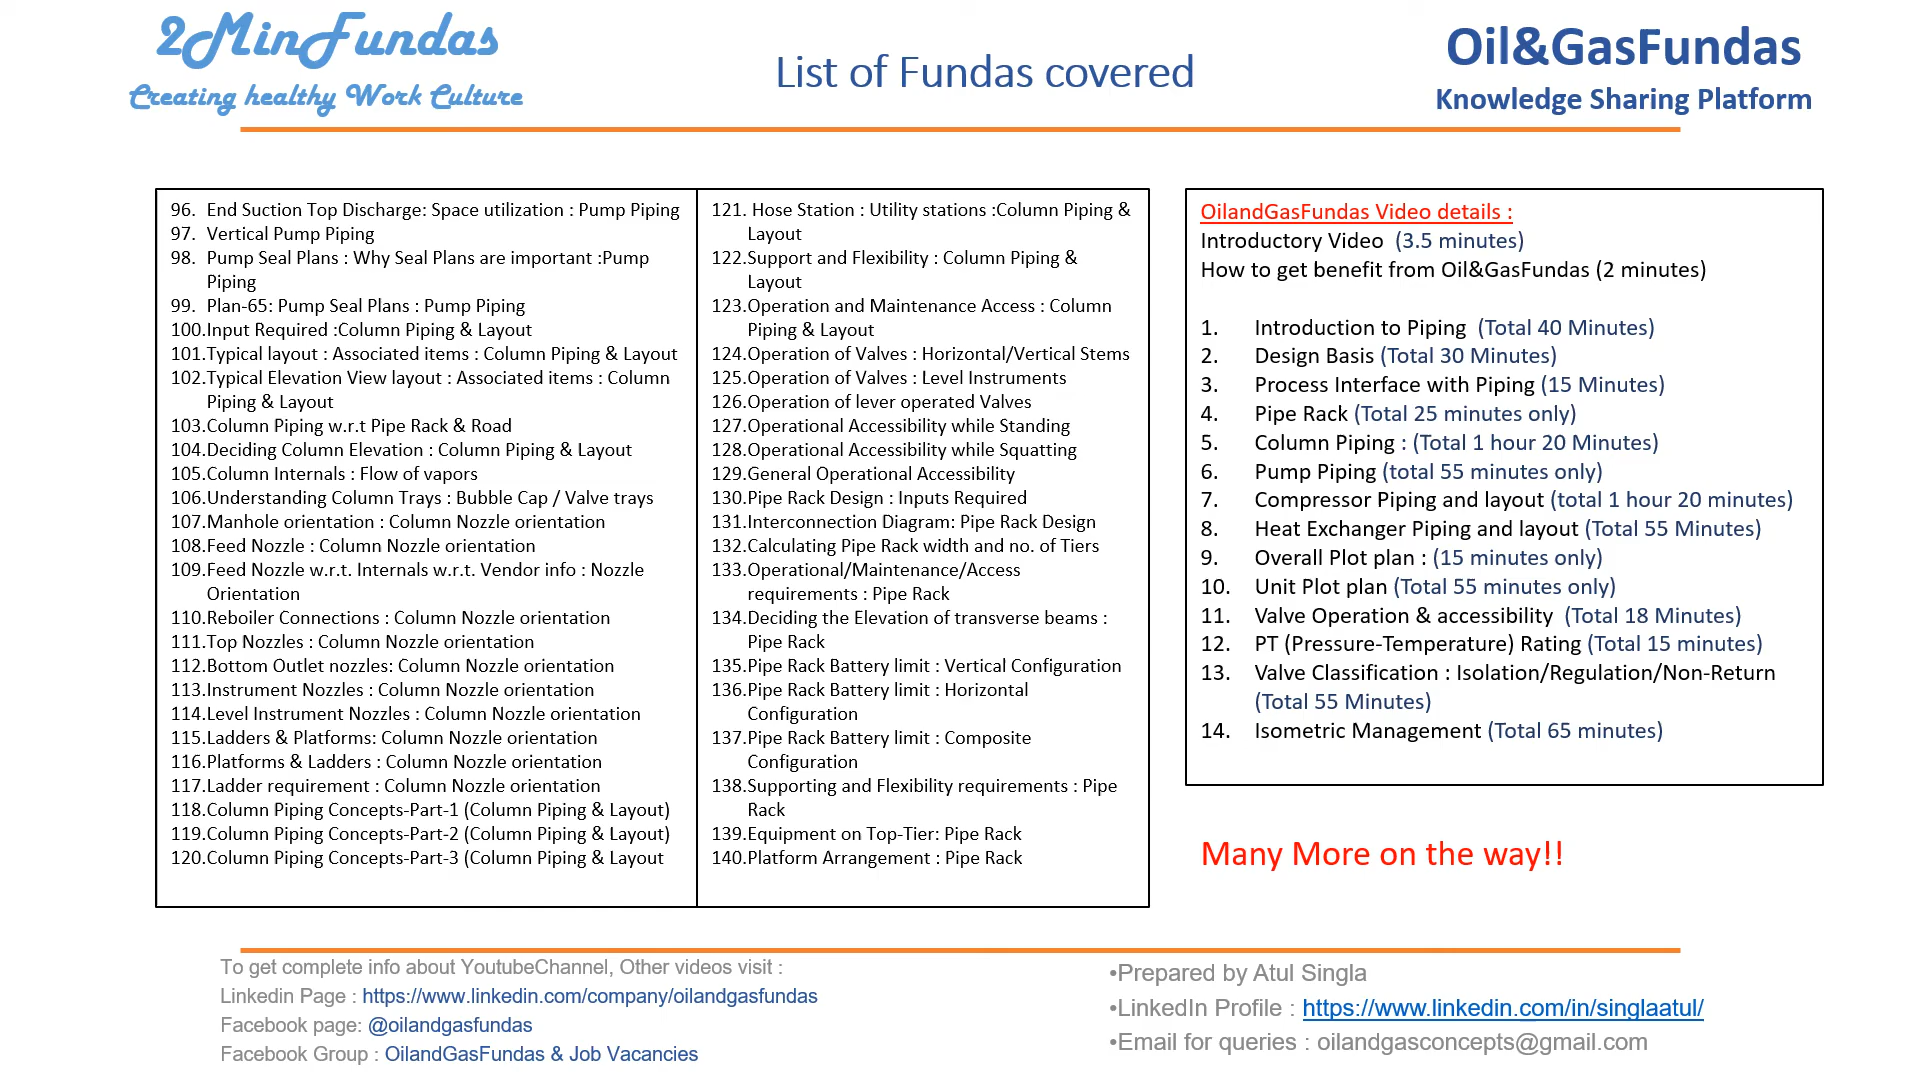 2MinFundas
Creating healthy Work Culture
List of Fundas covered
Oil&GasFundas
Knowledge Sharing Platform
96. End Suction Top Discharge: Space utilization : Pump Piping
97. Vertical Pump Piping
98. Pump Seal Plans : Why Seal Plans are important :Pump
Piping
99. Plan-65: Pump Seal Plans : Pump Piping
100.Input Required :Column Piping & Layout
101.Typical layout : Associated items : Column Piping & Layout
102.Typical Elevation View layout : Associated items : Column
Piping & Layout
103.Column Piping w.r.t Pipe Rack & Road
104.Deciding Column Elevation : Column Piping & Layout
105.Column Internals : Flow of vapors
106.Understanding Column Trays : Bubble Cap / Valve trays
107.Manhole orientation : Column Nozzle orientation
108.Feed Nozzle : Column Nozzle orientation
109.Feed Nozzle w.r.t. Internals w.r.t. Vendor info : Nozzle
Orientation
110.Reboiler Connections : Column Nozzle orientation
111.Top Nozzles : Column Nozzle orientation
112.Bottom Outlet nozzles: Column Nozzle orientation
113.Instrument Nozzles : Column Nozzle orientation
114.Level Instrument Nozzles : Column Nozzle orientation
115.Ladders & Platforms: Column Nozzle orientation
116.Platforms & Ladders : Column Nozzle orientation
117.Ladder requirement : Column Nozzle orientation
118.Column Piping Concepts-Part-1 (Column Piping & Layout)
119.Column Piping Concepts-Part-2 (Column Piping & Layout)
120.Column Piping Concepts-Part-3 (Column Piping & Layout
121. Hose Station : Utility stations :Column Piping &
Layout
122.Support and Flexibility : Column Piping &
Layout
123.Operation and Maintenance Access : Column
Piping & Layout
124.Operation of Valves : Horizontal/Vertical Stems
125.Operation of Valves : Level Instruments
126.Operation of lever operated Valves
127.Operational Accessibility while Standing
128.Operational Accessibility while Squatting
129.General Operational Accessibility
130.Pipe Rack Design : Inputs Required
131.Interconnection Diagram: Pipe Rack Design
132.Calculating Pipe Rack width and no. of Tiers
133.Operational/Maintenance/Access
requirements : Pipe Rack
134.Deciding the Elevation of transverse beams :
Pipe Rack
135.Pipe Rack Battery limit : Vertical Configuration
136.Pipe Rack Battery limit : Horizontal
Configuration
137.Pipe Rack Battery limit : Composite
Configuration
138.Supporting and Flexibility requirements : Pipe
Rack
139.Equipment on Top-Tier: Pipe Rack
140.Platform Arrangement : Pipe Rack
OilandGasFundas Video details :
Introductory Video (3.5 minutes)
How to get benefit from Oil&GasFundas (2 minutes)
1. Introduction to Piping (Total 40 Minutes)
2. Design Basis (Total 30 Minutes)
3. Process Interface with Piping (15 Minutes)
4. Pipe Rack (Total 25 minutes only)
5. Column Piping : (Total 1 hour 20 Minutes)
6. Pump Piping (total 55 minutes only)
7. Compressor Piping and layout (total 1 hour 20 minutes)
8. Heat Exchanger Piping and layout (Total 55 Minutes)
9. Overall Plot plan : (15 minutes only)
10. Unit Plot plan (Total 55 minutes only)
11. Valve Operation & accessibility (Total 18 Minutes)
12. PT (Pressure-Temperature) Rating (Total 15 minutes)
13. Valve Classification : Isolation/Regulation/Non-Return
(Total 55 Minutes)
14. Isometric Management (Total 65 minutes)
Many More on the way!!
To get complete info about YoutubeChannel, Other videos visit :
Linkedin Page : https://www.linkedin.com/company/oilandgasfundas
Facebook page: @oilandgasfundas
Facebook Group : OilandGasFundas & Job Vacancies
•Prepared by Atul Singla
•LinkedIn Profile : https://www.linkedin.com/in/singlaatul/
•Email for queries : oilandgasconcepts@gmail.com